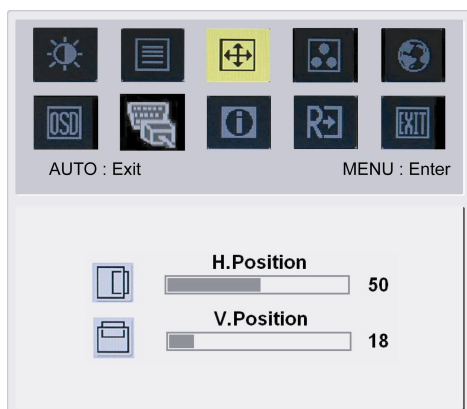 OSD
i
R
EXIT
AUTO : Exit MENU : Enter
H.Position
50
V.Position
18